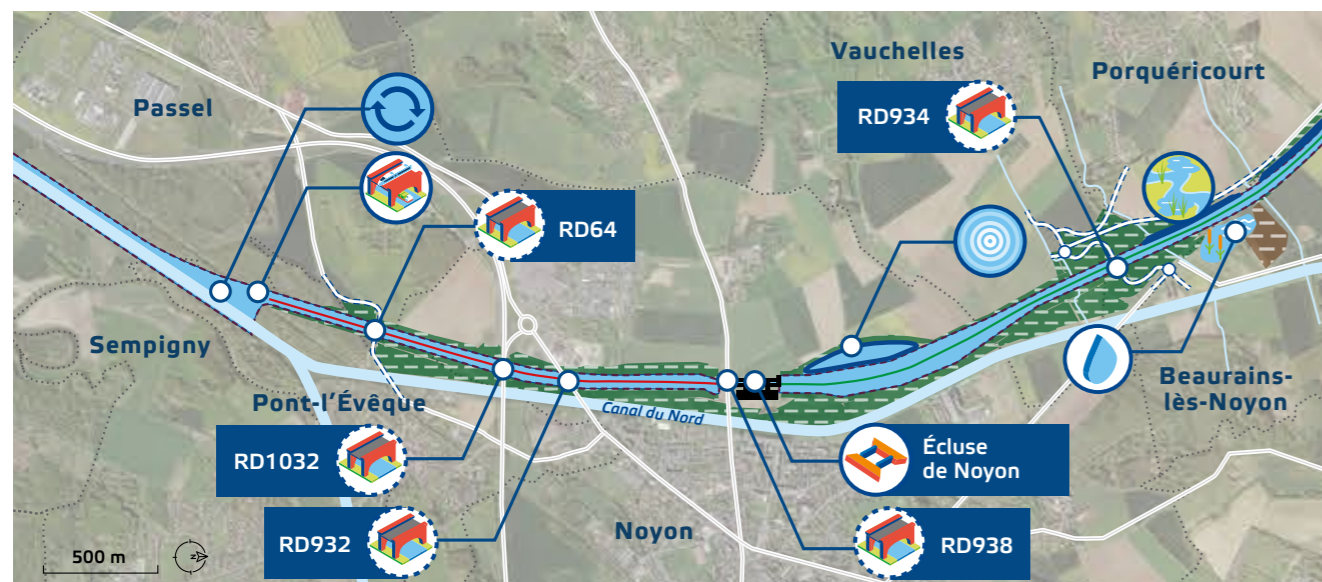 Vauchelles
Porquéricourt
Passel
RD934
RD64
Sempigny
Pont-l'Évêque
Canal du Nord
Beaurains-
lès-Noyon
RD1032
Écluse
de Noyon
Noyon
RD932
RD938
500 m
N